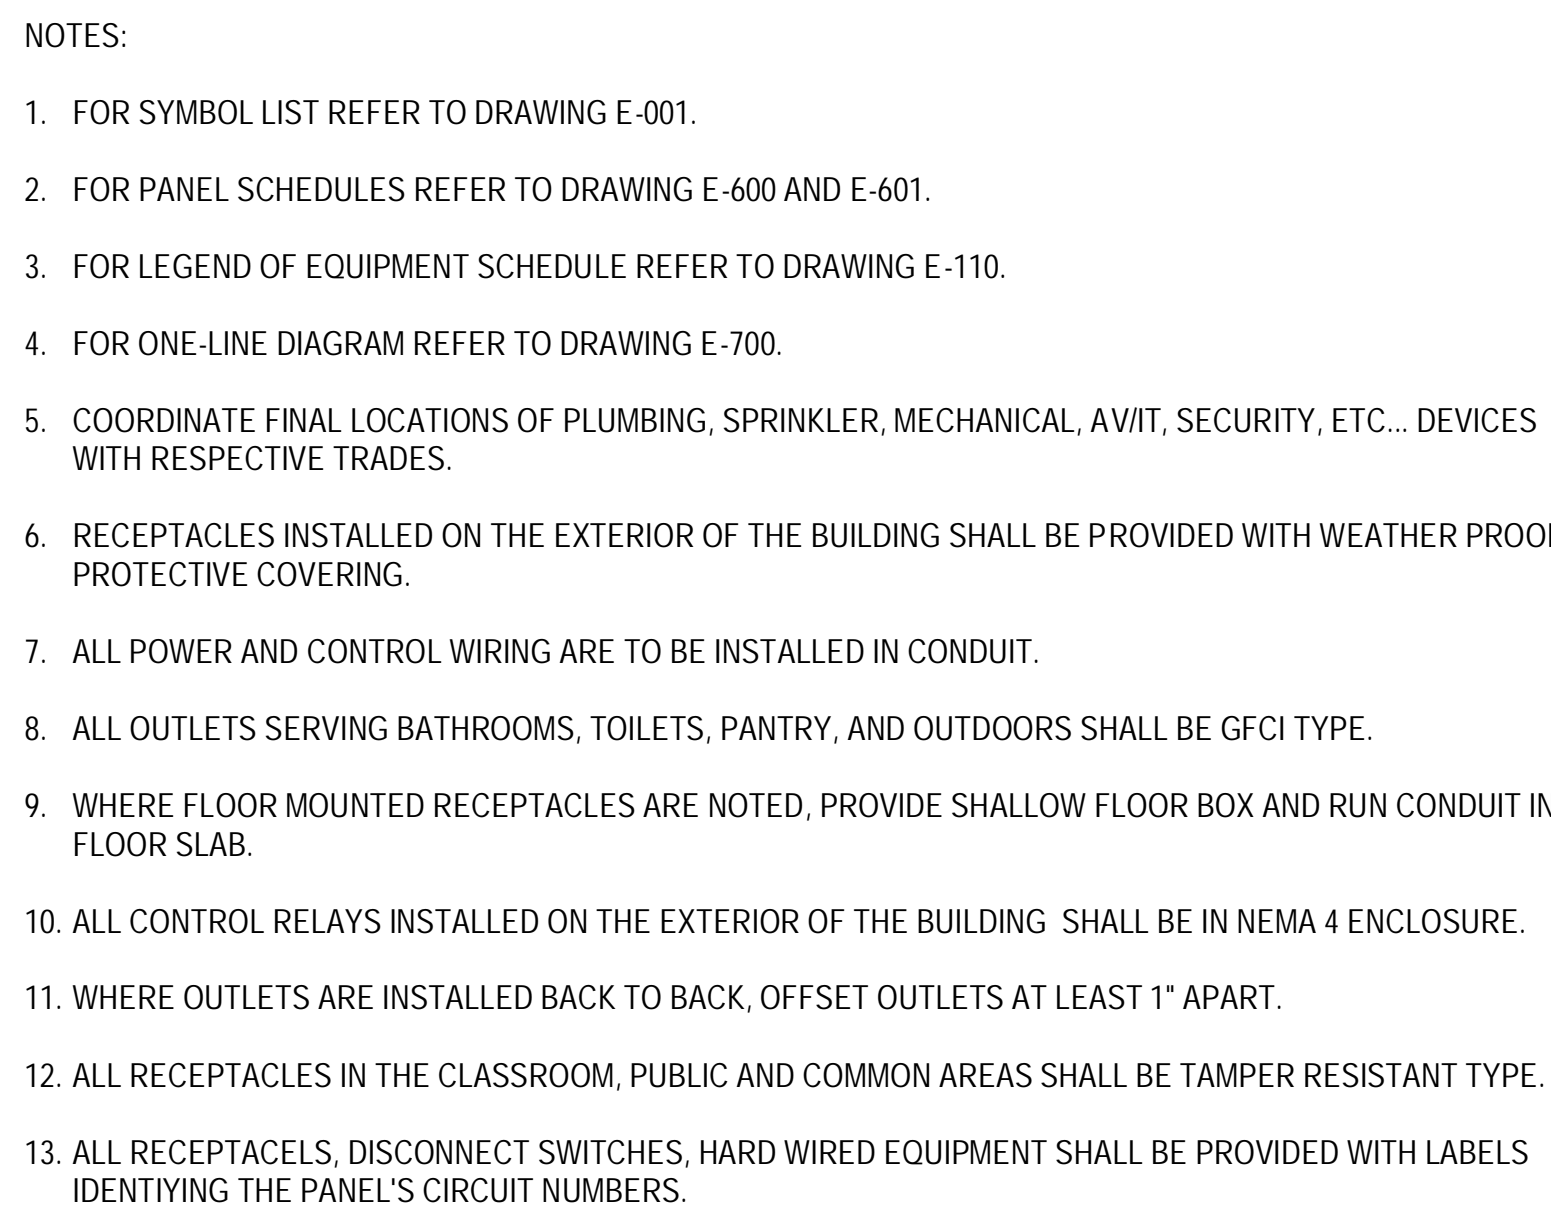 NOTES:
1. FOR SYMBOL LIST REFER TO DRAWING E-001.
2. FOR PANEL SCHEDULES REFER TO DRAWING E-600 AND E-601.
3. FOR LEGEND OF EQUIPMENT SCHEDULE REFER TO DRAWING E-110.
4. FOR ONE-LINE DIAGRAM REFER TO DRAWING E-700.
5. COORDINATE FINAL LOCATIONS OF PLUMBING, SPRINKLER, MECHANICAL, AV/IT, SECURITY, ETC... DEVICES
WITH RESPECTIVE TRADES.
6. RECEPTACLES INSTALLED ON THE EXTERIOR OF THE BUILDING SHALL BE PROVIDED WITH WEATHER PROOF
PROTECTIVE COVERING.
7. ALL POWER AND CONTROL WIRING ARE TO BE INSTALLED IN CONDUIT.
8. ALL OUTLETS SERVING BATHROOMS, TOILETS, PANTRY, AND OUTDOORS SHALL BE GFCI TYPE.
9. WHERE FLOOR MOUNTED RECEPTACLES ARE NOTED, PROVIDE SHALLOW FLOOR BOX AND RUN CONDUIT IN
FLOOR SLAB.
10. ALL CONTROL RELAYS INSTALLED ON THE EXTERIOR OF THE BUILDING SHALL BE IN NEMA 4 ENCLOSURE.
11. WHERE OUTLETS ARE INSTALLED BACK TO BACK, OFFSET OUTLETS AT LEAST 1" APART.
12. ALL RECEPTACLES IN THE CLASSROOM, PUBLIC AND COMMON AREAS SHALL BE TAMPER RESISTANT TYPE.
13. ALL RECEPTACELS, DISCONNECT SWITCHES, HARD WIRED EQUIPMENT SHALL BE PROVIDED WITH LABELS
IDENTIYING THE PANEL'S CIRCUIT NUMBERS.